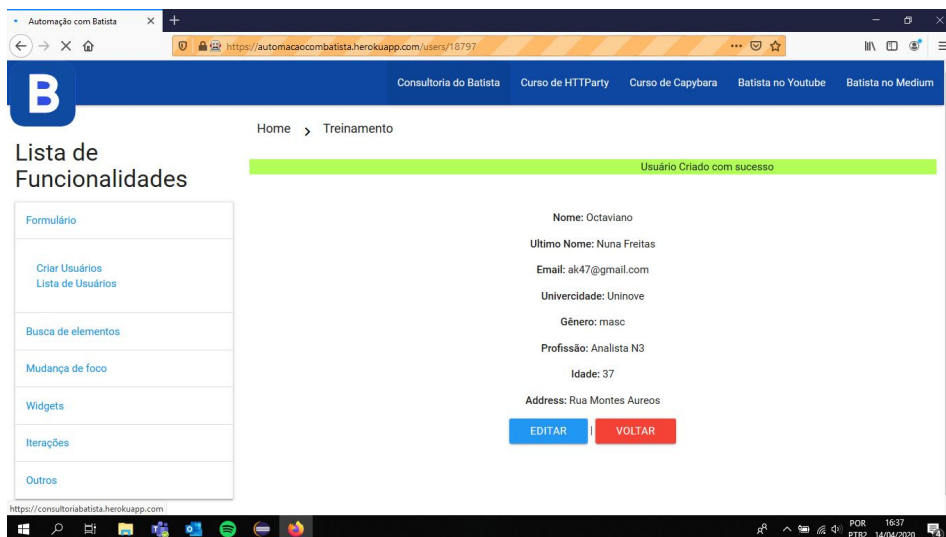 Automação com Batista
https://automacaocombatista.herokuapp.com/users/18797
B
Consultoria do Batista Curso de HTTParty Curso de Capybara Batista no Youtube Batista no Medium
Home > Treinamento
Lista de
Funcionalidades
Usuário Criado com sucesso
Formulário
Criar Usuários
Lista de Usuários
Busca de elementos
Mudança de foco
Widgets
Iterações
Outros
Nome: Octaviano
Ultimo Nome: Nuna Freitas
Email: ak47@gmail.com
Univercidade: Uninove
Gênero: masc
Profissão: Analista N3
Idade: 37
Address: Rua Montes Aureos
EDITAR | VOLTAR
https://consultoriabatista.herokuapp.com
POR 16:37
PTB2 14/04/2020